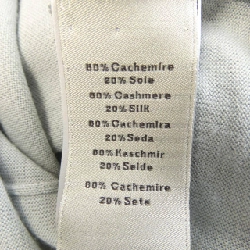 80% Cachemire
20% Soie
80% Cashmere
20% Silk
80% Cachemira
20% Seda
80% Kaschmir
20% Seide
80% Cachemire
20% Seta